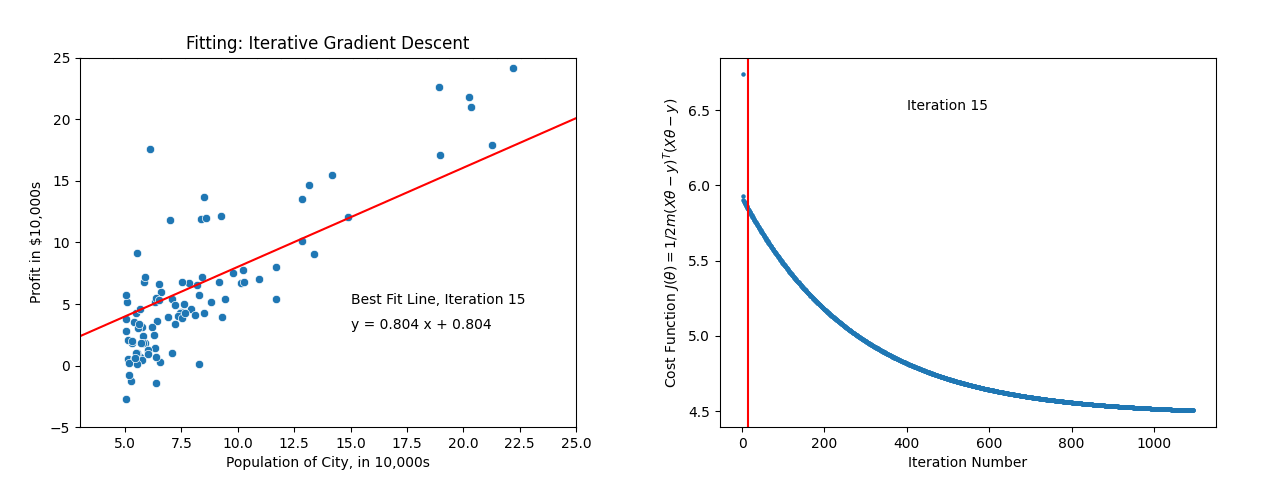 Fitting: Iterative Gradient Descent
25
20
15
10
5
0
−5
Profit in $10,000s
Best Fit Line, Iteration 15
y = 0.804 x + 0.804
5.0 7.5 10.0 12.5 15.0 17.5 20.0 22.5 25.0
Population of City, in 10,000s
6.5
6.0
5.5
5.0
4.5
Cost Function J(θ) = 1/2m(Xθ − y)ᵀ(Xθ − y)
Iteration 15
0 200 400 600 800 1000
Iteration Number